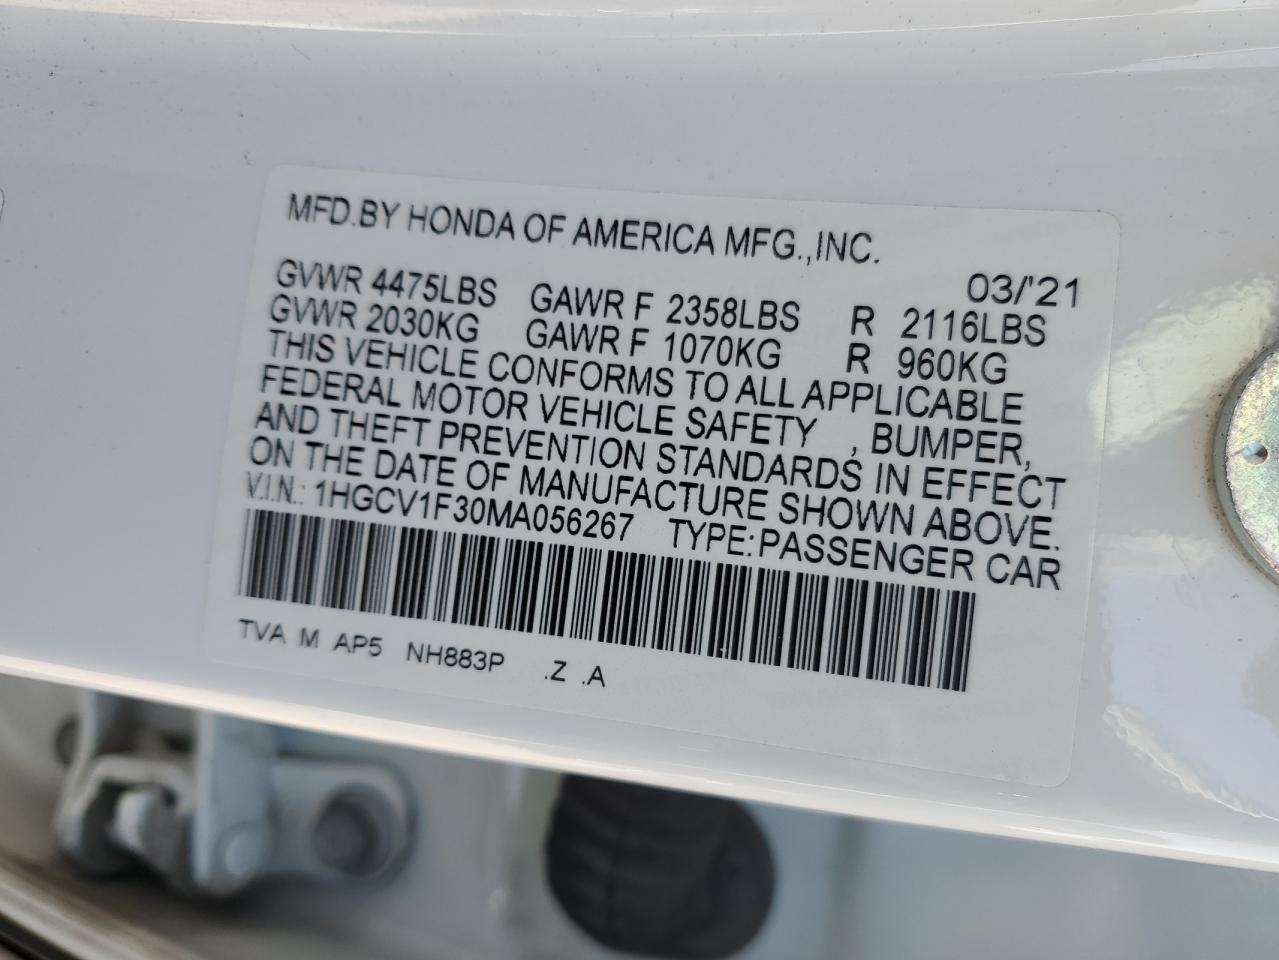 MFD.BY HONDA OF AMERICA MFG.,INC.
03/'21
GVWR 4475LBS GAWR F 2358LBS R 2116LBS
GVWR 2030KG GAWR F 1070KG R 960KG
THIS VEHICLE CONFORMS TO ALL APPLICABLE
FEDERAL MOTOR VEHICLE SAFETY , BUMPER,
AND THEFT PREVENTION STANDARDS IN EFFECT
ON THE DATE OF MANUFACTURE SHOWN ABOVE.
V.I.N.: 1HGCV1F30MA056267 TYPE:PASSENGER CAR
TVA M AP5 NH883P .Z .A